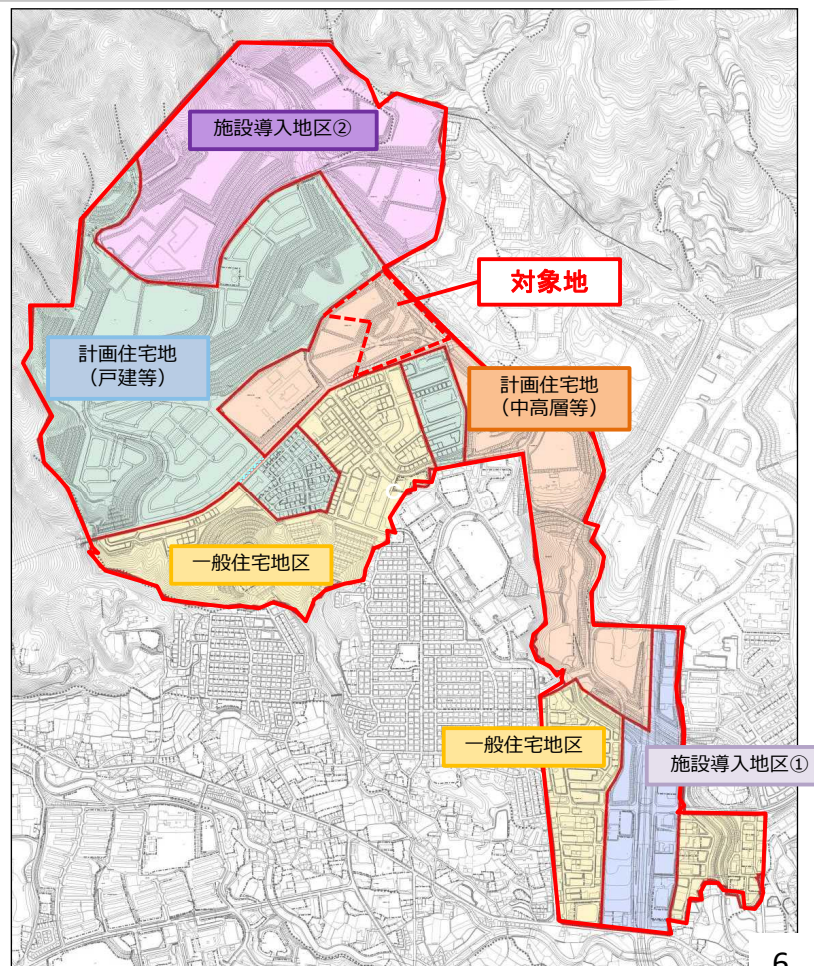 施設導入地区②
対象地
計画住宅地
（戸建等）
計画住宅地
（中高層等）
一般住宅地区
一般住宅地区
施設導入地区①
6